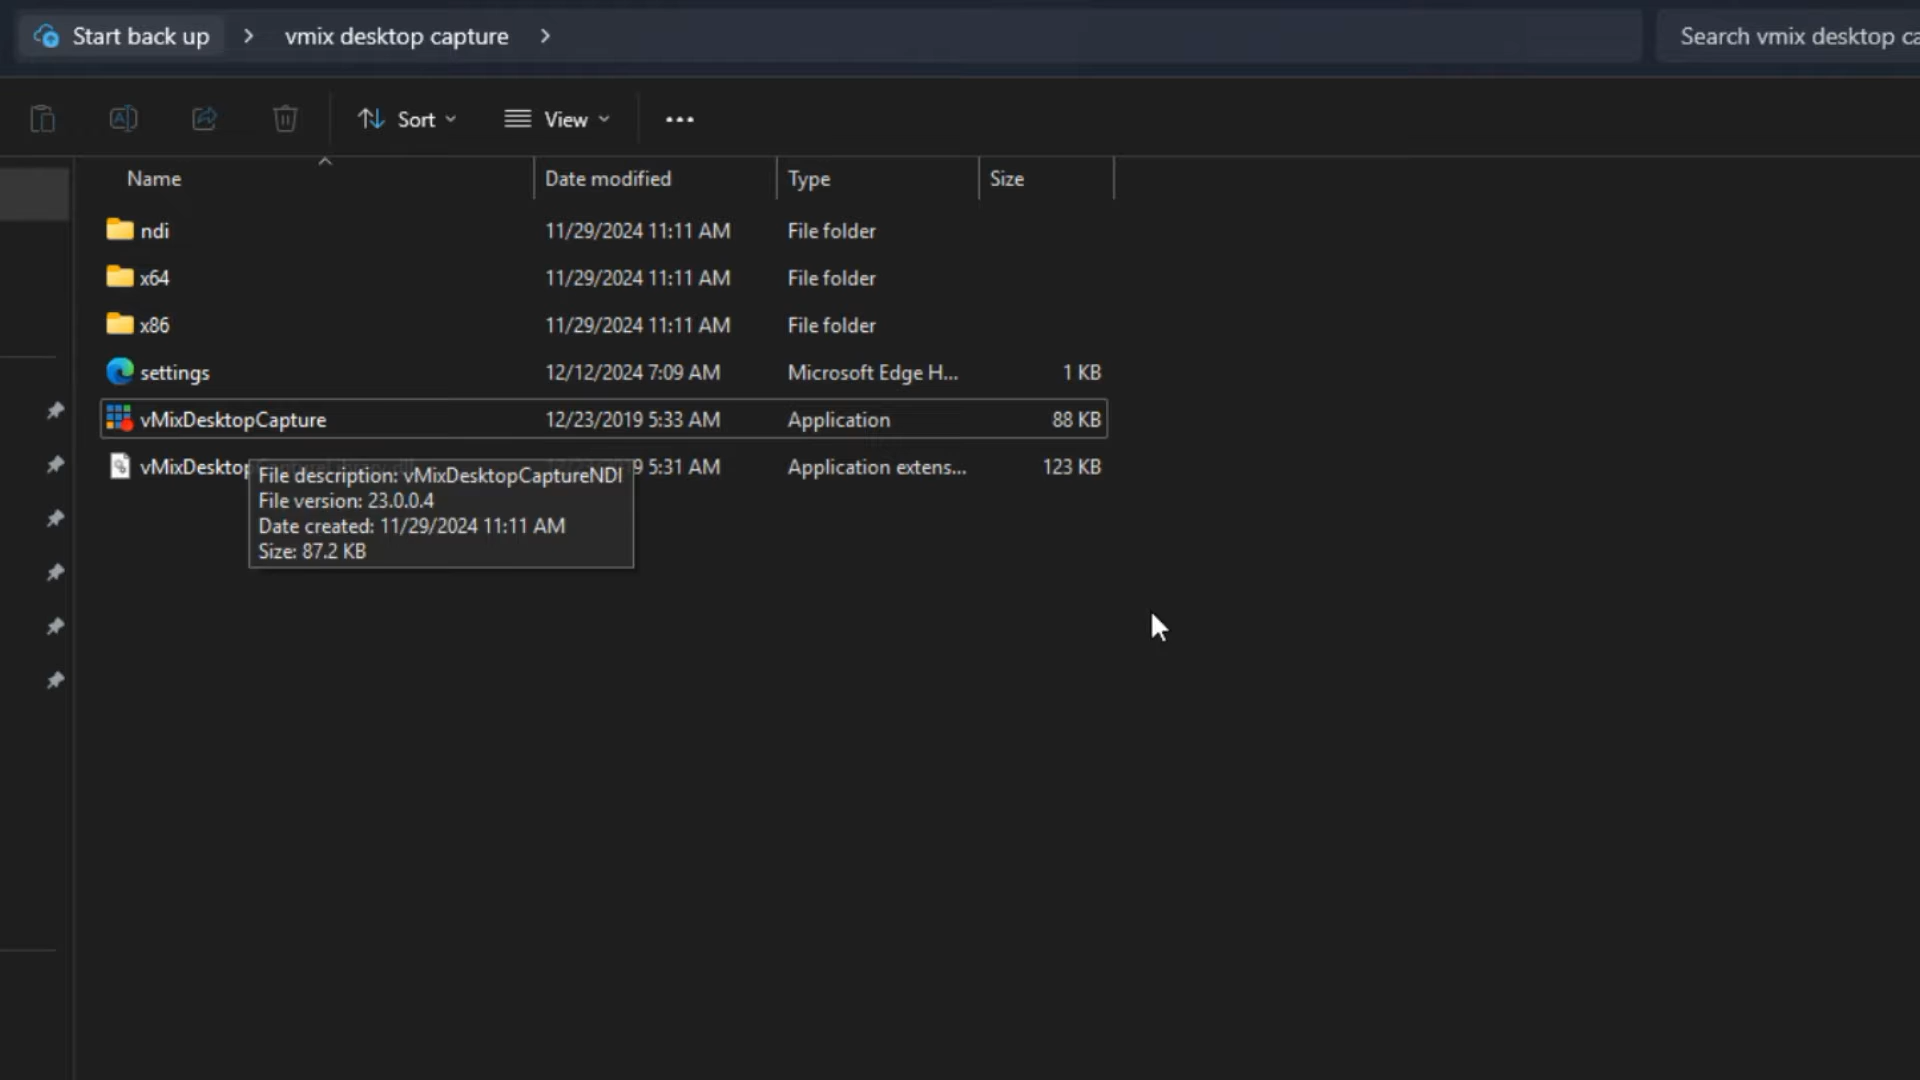 Start back up > vmix desktop capture >
Search vmix desktop ca
Sort View
Name Date modified Type Size
ndi 11/29/2024 11:11 AM File folder
x64 11/29/2024 11:11 AM File folder
x86 11/29/2024 11:11 AM File folder
settings 12/12/2024 7:09 AM Microsoft Edge H... 1 KB
vMixDesktopCapture 12/23/2019 5:33 AM Application 88 KB
vMixDesktop 9 5:31 AM Application extens... 123 KB
File description: vMixDesktopCaptureNDI
File version: 23.0.0.4
Date created: 11/29/2024 11:11 AM
Size: 87.2 KB